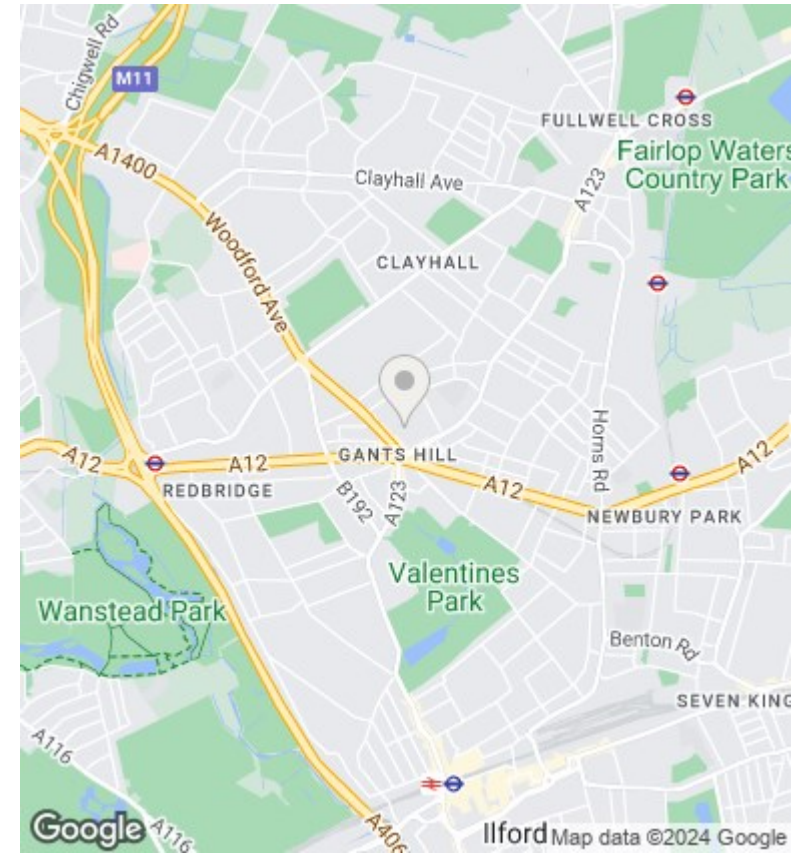 Chigwell Rd
M11
FULLWELL CROSS
A1400
Fairlop Waters
Country Park
Clayhall Ave
A123
Woodford Ave
CLAYHALL
Horns Rd
A12
A12
GANTS HILL
A12
A12
REDBRIDGE
B192
A123
NEWBURY PARK
Valentines
Park
Wanstead Park
Benton Rd
SEVEN KING
A116
Google
A116
A406
Ilford
Map data ©2024 Google